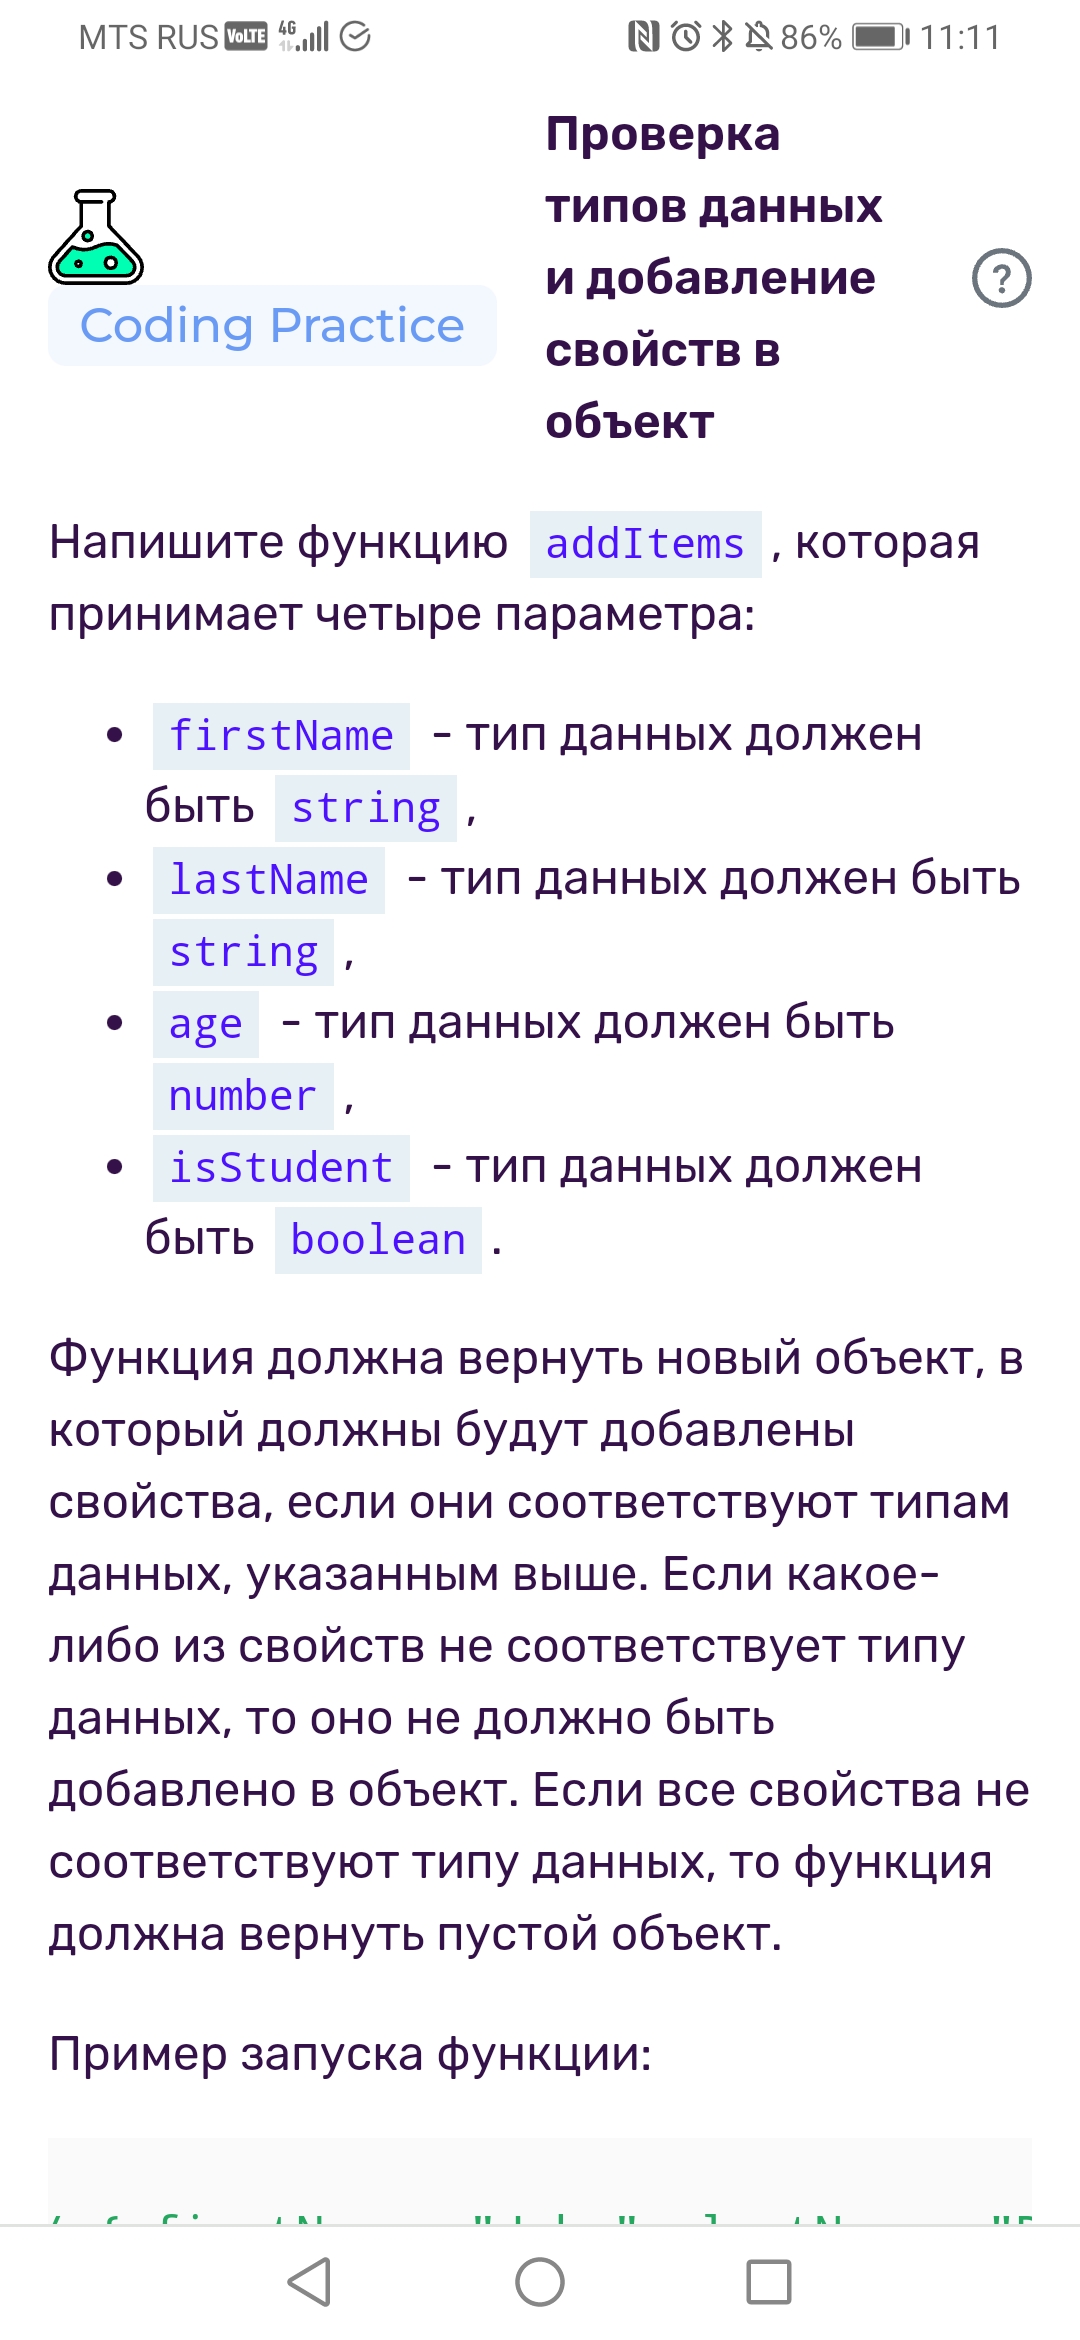 MTS RUS VoLTE 4G 86% 11:11
Coding Practice
Проверка
типов данных
и добавление
свойств в
объект
?
Напишите функцию addItems , которая
принимает четыре параметра:
• firstName - тип данных должен
быть string ,
• lastName - тип данных должен быть
string ,
• age - тип данных должен быть
number ,
• isStudent - тип данных должен
быть boolean .
Функция должна вернуть новый объект, в
который должны будут добавлены
свойства, если они соответствуют типам
данных, указанным выше. Если какое-
либо из свойств не соответствует типу
данных, то оно не должно быть
добавлено в объект. Если все свойства не
соответствуют типу данных, то функция
должна вернуть пустой объект.
Пример запуска функции: